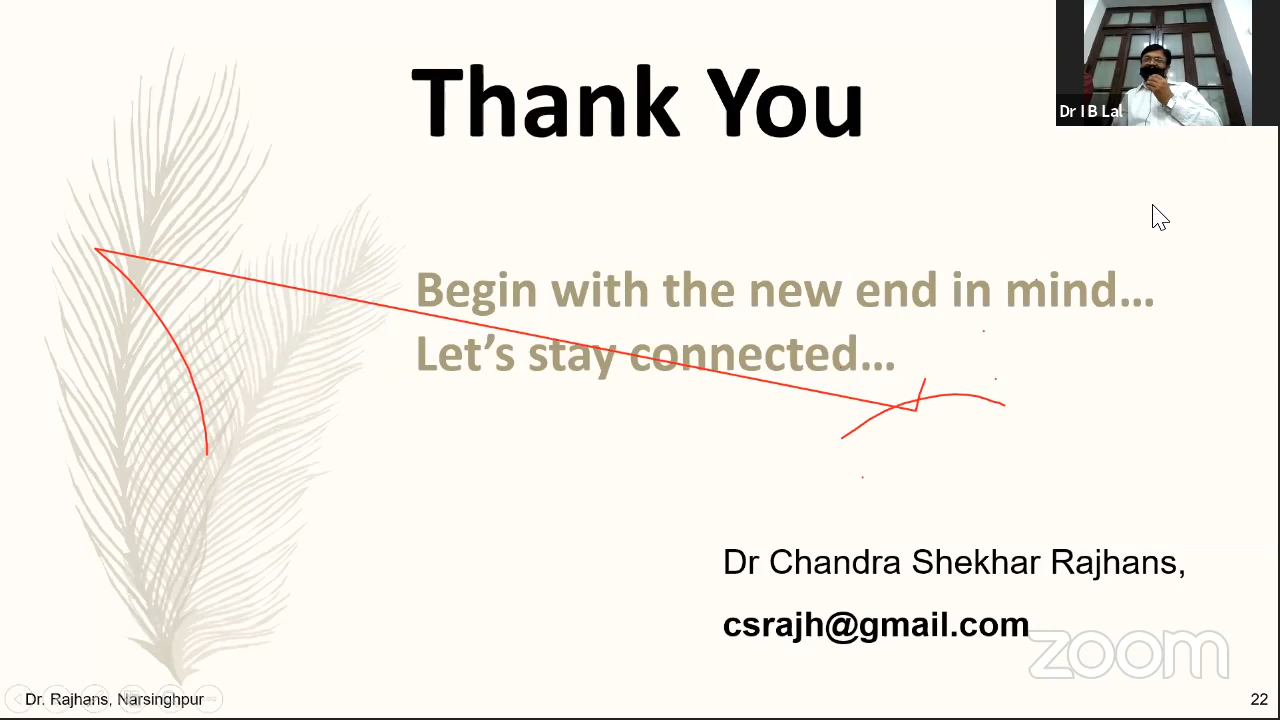 Thank You
Dr I B Lal
Begin with the new end in mind...
Let's stay connected...
Dr Chandra Shekhar Rajhans,
csrajh@gmail.com
zoom
Dr. Rajhans, Narsinghpur
22